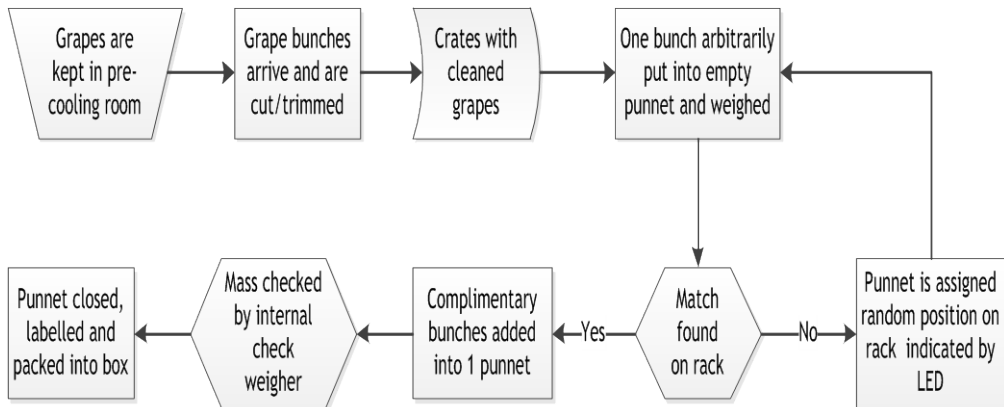 Grapes are
kept in pre-
cooling room
Grape bunches
arrive and are
cut/trimmed
Crates with
cleaned
grapes
One bunch arbitrarily
put into empty
punnet and weighed
Punnet closed,
labelled and
packed into box
Mass checked
by internal
check
weigher
Complimentary
bunches added
into 1 punnet
Yes
Match
found
on rack
No
Punnet is assigned
random position on
rack indicated by
LED